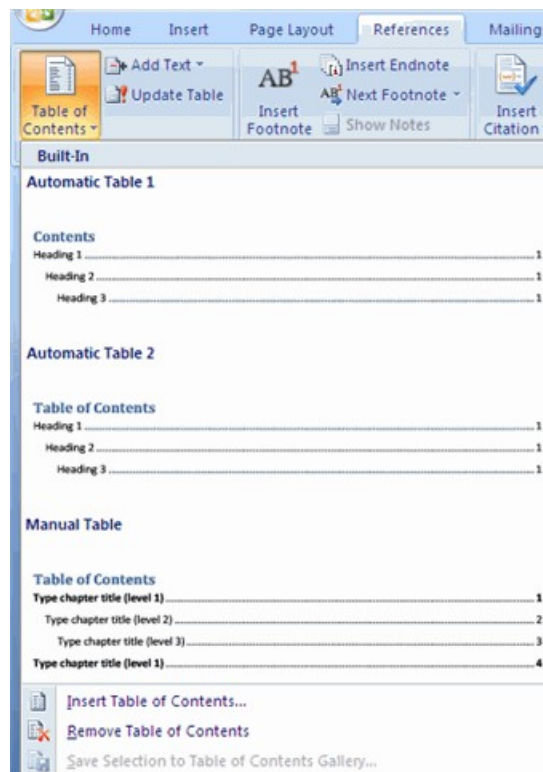 Home Insert Page Layout References Mailing
Add Text
Update Table
Table of
Contents
AB1
Insert
Footnote
Insert Endnote
AB1 Next Footnote
Show Notes
Insert
Citation
Built-In
Automatic Table 1
Contents
Heading 1 1
Heading 2 1
Heading 3 1
Automatic Table 2
Table of Contents
Heading 1 1
Heading 2 1
Heading 3 1
Manual Table
Table of Contents
Type chapter title (level 1) 1
Type chapter title (level 2) 2
Type chapter title (level 3) 3
Type chapter title (level 1) 4
Insert Table of Contents...
Remove Table of Contents
Save Selection to Table of Contents Gallery...